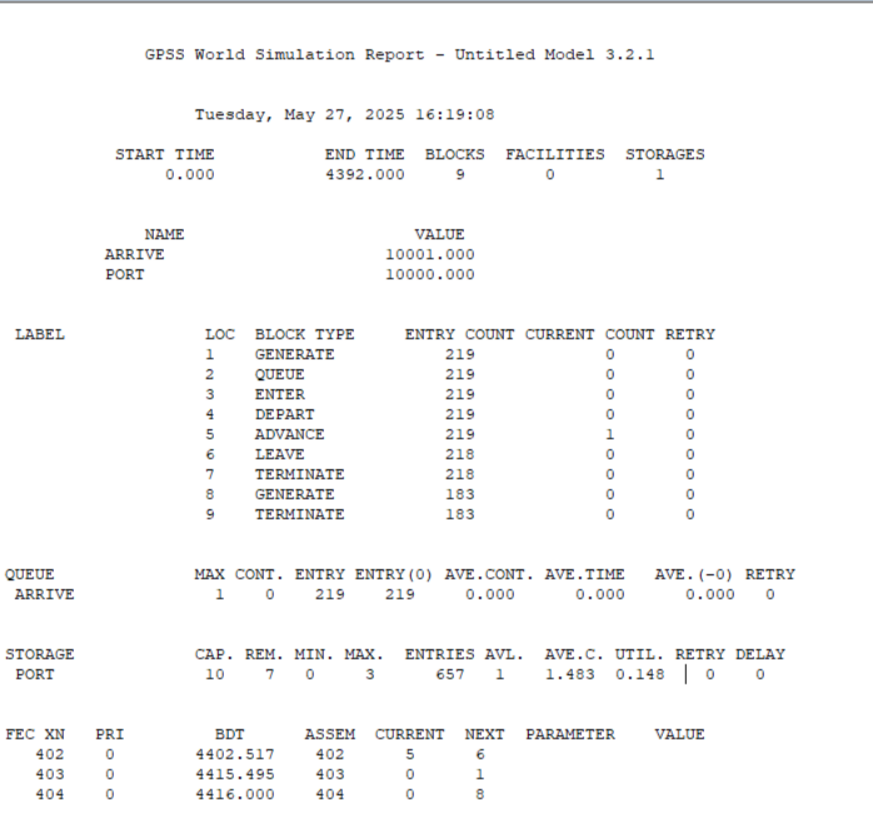 GPSS World Simulation Report - Untitled Model 3.2.1
Tuesday, May 27, 2025 16:19:08
START TIME END TIME BLOCKS FACILITIES STORAGES
0.000 4392.000 9 0 1
NAME VALUE
ARRIVE 10001.000
PORT 10000.000
LABEL LOC BLOCK TYPE ENTRY COUNT CURRENT COUNT RETRY
1 GENERATE 219 0 0
2 QUEUE 219 0 0
3 ENTER 219 0 0
4 DEPART 219 0 0
5 ADVANCE 219 1 0
6 LEAVE 218 0 0
7 TERMINATE 218 0 0
8 GENERATE 183 0 0
9 TERMINATE 183 0 0
QUEUE MAX CONT. ENTRY ENTRY(0) AVE.CONT. AVE.TIME AVE.(-0) RETRY
ARRIVE 1 0 219 219 0.000 0.000 0.000 0
STORAGE CAP. REM. MIN. MAX. ENTRIES AVL. AVE.C. UTIL. RETRY DELAY
PORT 10 7 0 3 657 1 1.483 0.148 0 0
FEC XN PRI BDT ASSEM CURRENT NEXT PARAMETER VALUE
402 0 4402.517 402 5 6
403 0 4415.495 403 0 1
404 0 4416.000 404 0 8